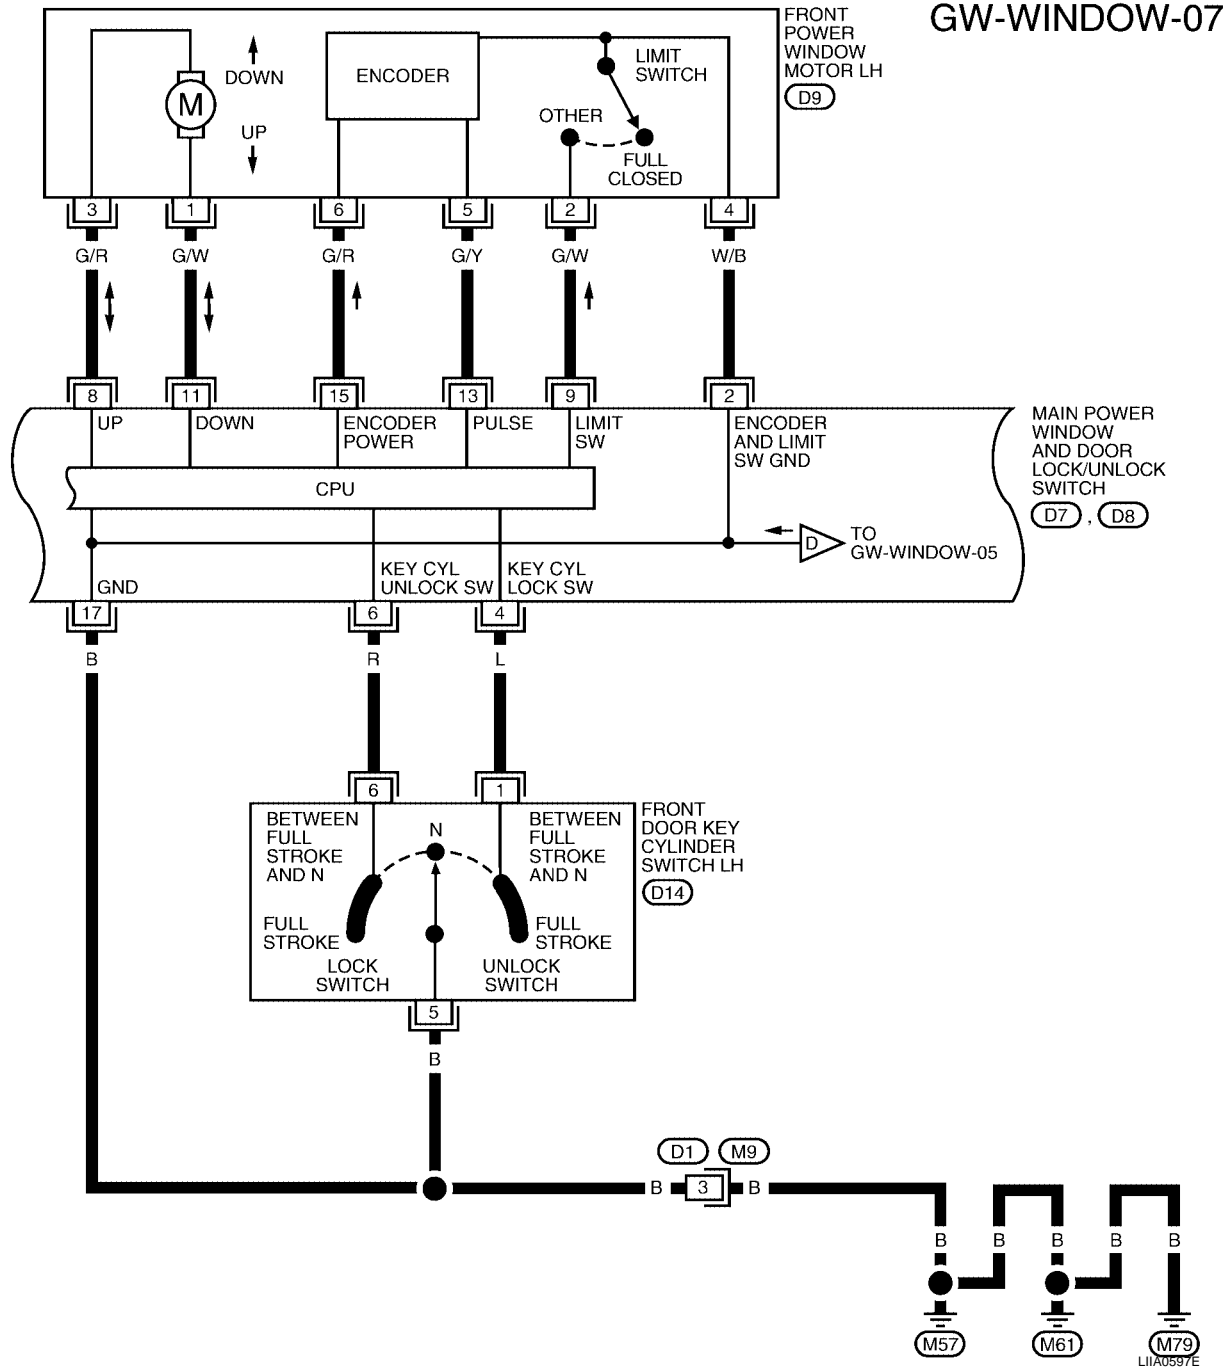 GW-WINDOW-07
FRONT
POWER
WINDOW
MOTOR LH
D9
DOWN
M
UP
ENCODER
LIMIT
SWITCH
OTHER
FULL
CLOSED
3 1 6 5 2 4
G/R G/W G/R G/Y G/W W/B
8 11 15 13 9 2
UP
DOWN
ENCODER
POWER
PULSE
LIMIT
SW
ENCODER
AND LIMIT
SW GND
MAIN POWER
WINDOW
AND DOOR
LOCK/UNLOCK
SWITCH
D7 , D8
CPU
D
TO
GW-WINDOW-05
GND
KEY CYL
UNLOCK SW
KEY CYL
LOCK SW
17 6 4
B R L
6 1
FRONT
DOOR KEY
CYLINDER
SWITCH LH
D14
BETWEEN
FULL
STROKE
AND N
N
BETWEEN
FULL
STROKE
AND N
FULL
STROKE
FULL
STROKE
LOCK
SWITCH
UNLOCK
SWITCH
5
B
D1 M9
B 3 B
B B B B B
M57 M61 M79
LIIA0597E